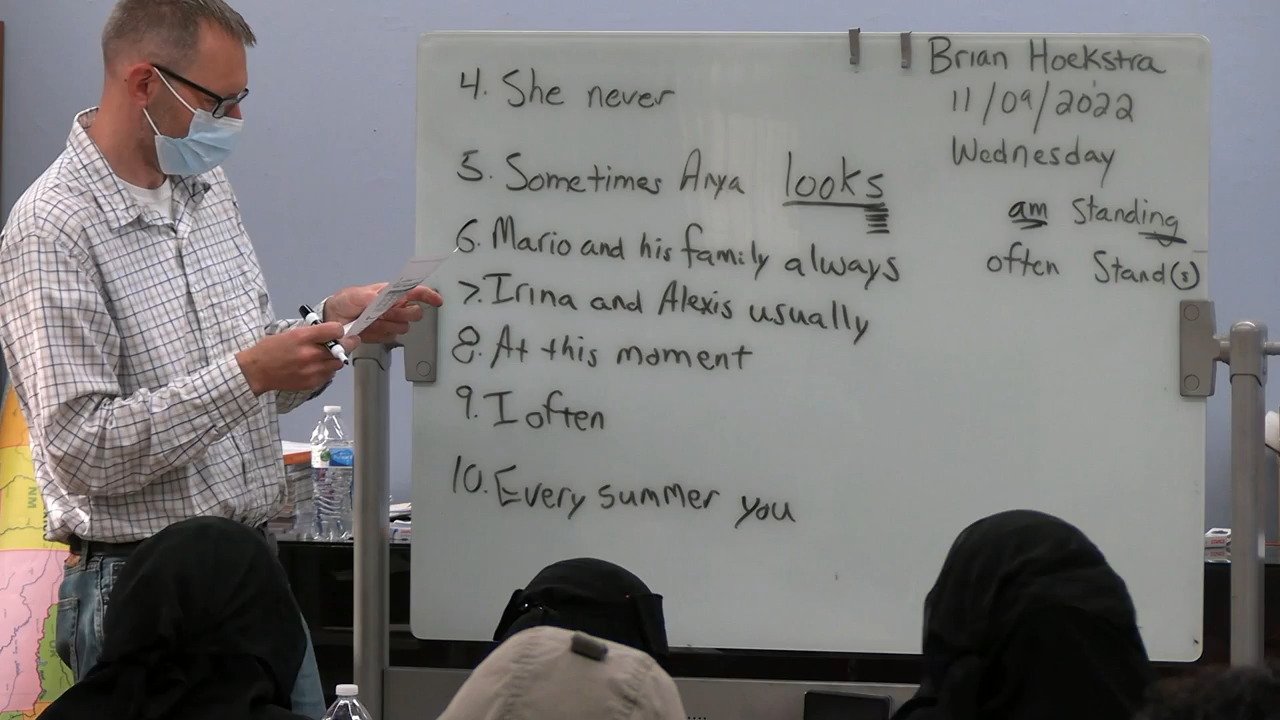 Brian Hoekstra
11/09/2022
Wednesday
am Standing
often Stand(s)
4. She never
5. Sometimes Anya looks
6. Mario and his family always
7. Irina and Alexis usually
8. At this moment
9. I often
10. Every summer you
NM